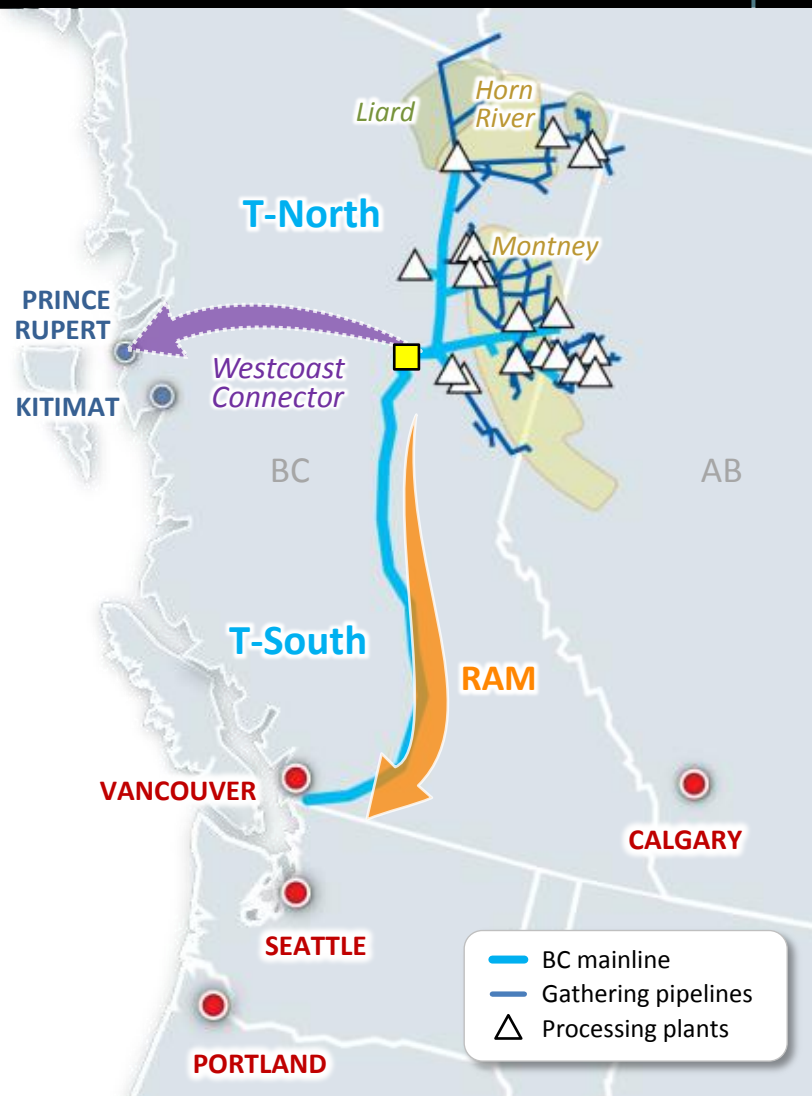 Liard
Horn
River
T-North
Montney
PRINCE
RUPERT
KITIMAT
Westcoast
Connector
BC
AB
T-South
RAM
VANCOUVER
CALGARY
SEATTLE
PORTLAND
BC mainline
Gathering pipelines
Processing plants